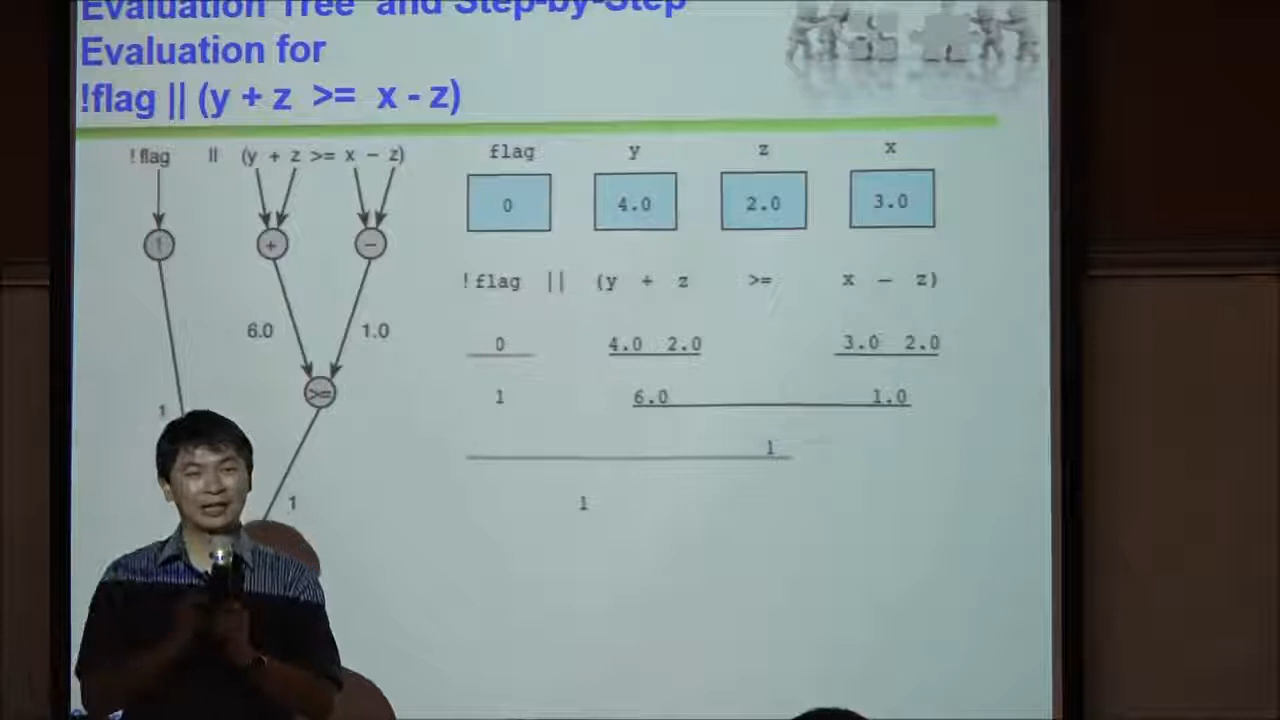 Evaluation Tree and Step-by-Step
Evaluation for
!flag || (y + z >= x - z)
!flag || (y + z >= x - z)
flag y z x
0 4.0 2.0 3.0
! + -
!flag || (y + z >= x - z)
6.0 1.0
0 4.0 2.0 3.0 2.0
>=
1 6.0 1.0
1
1
1 1